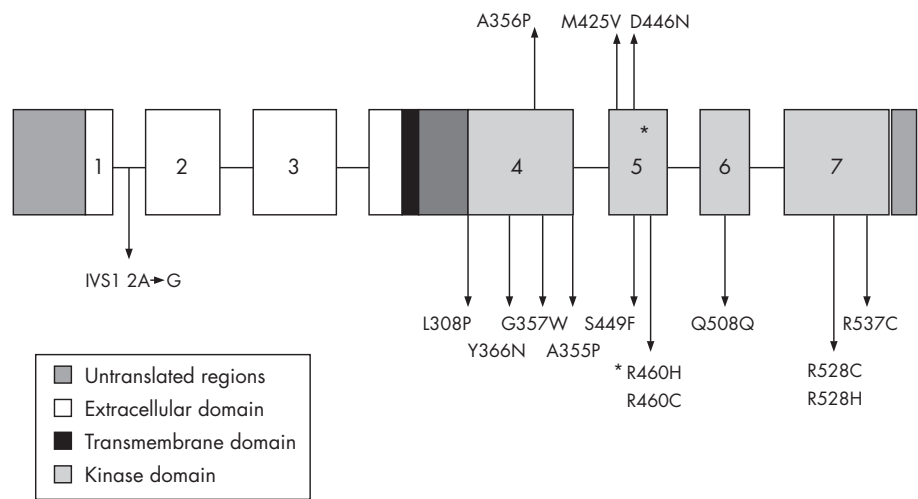 A356P
M425V D446N
*
1 2 3 4 5 6 7
IVS1 2A→G
L308P G357W S449F Q508Q R537C
Y366N A355P
* R460H R528C
R460C R528H
Untranslated regions
Extracellular domain
Transmembrane domain
Kinase domain